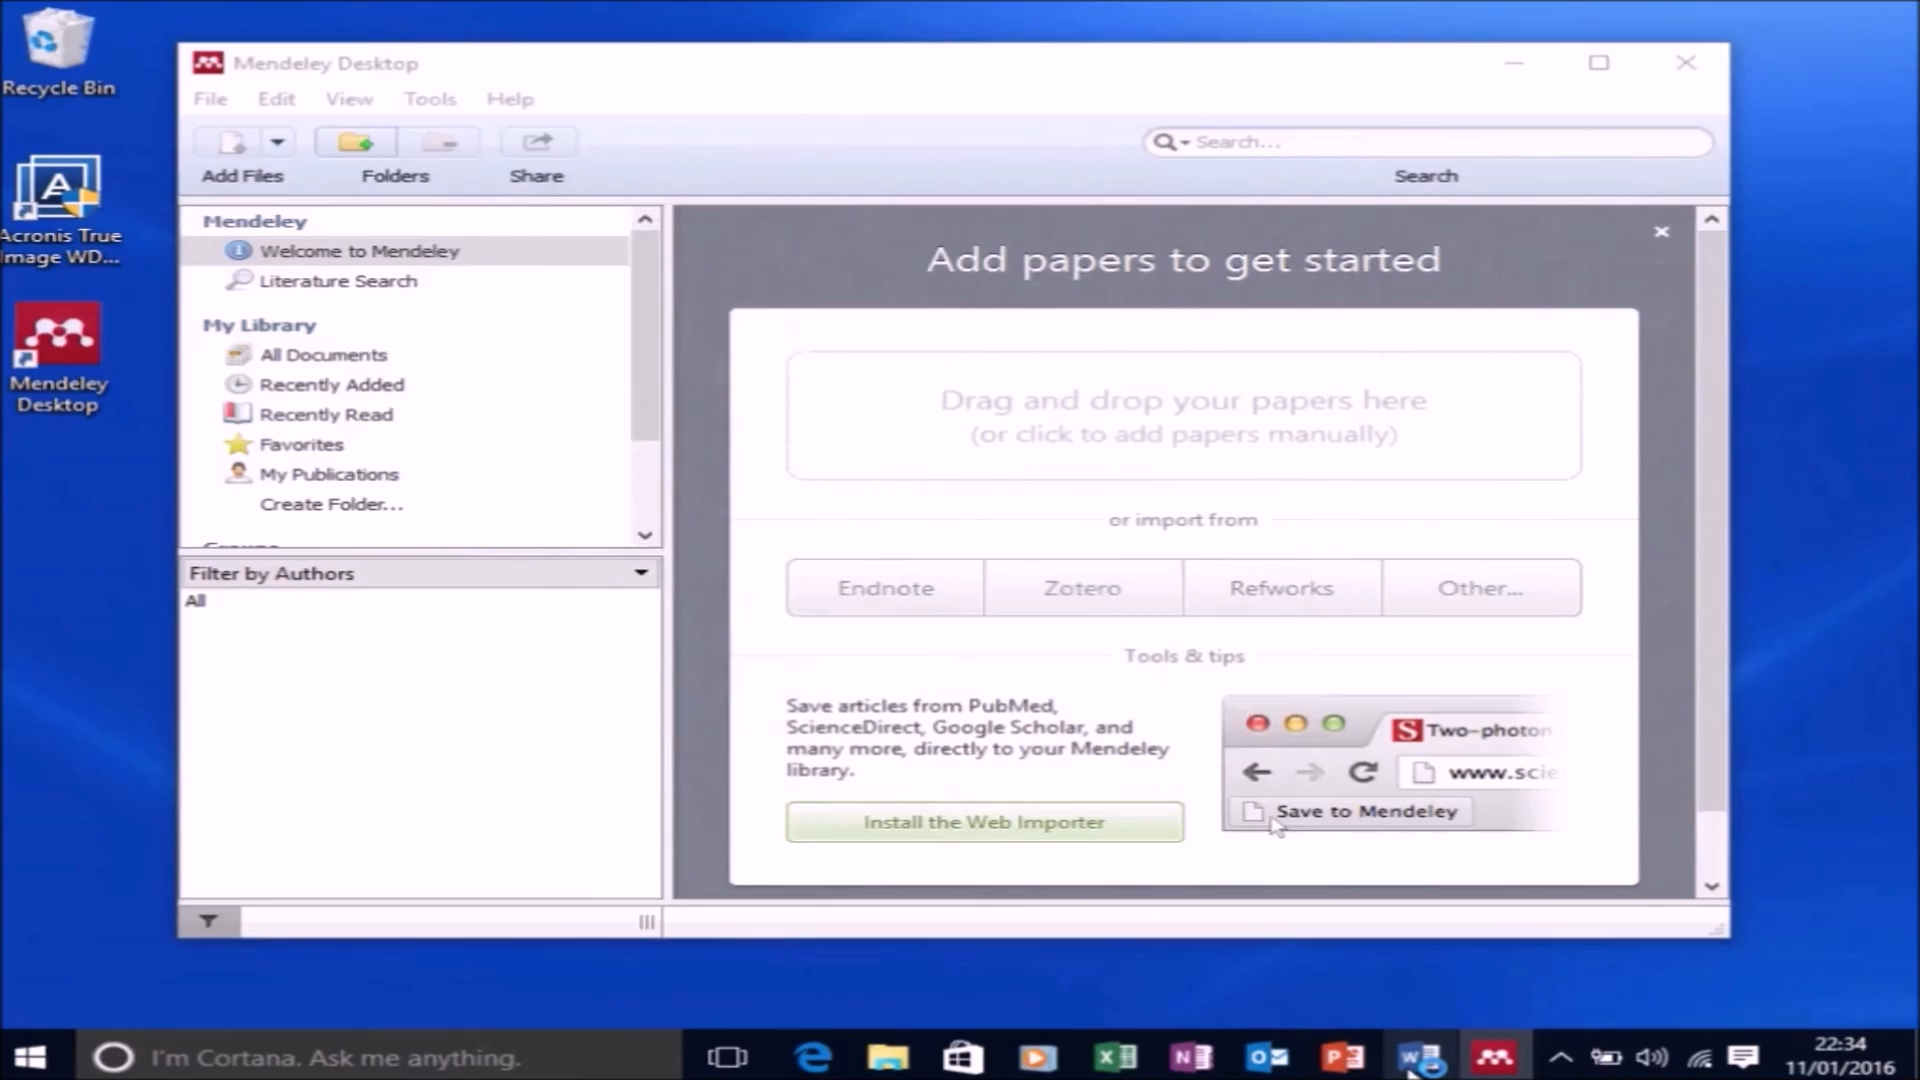 Recycle Bin
Acronis True
Image WD...
Mendeley
Desktop
Mendeley Desktop
File Edit View Tools Help
Add Files Folders Share
Search...
Search
Mendeley
Welcome to Mendeley
Literature Search
My Library
All Documents
Recently Added
Recently Read
Favorites
My Publications
Create Folder...
Filter by Authors
All
Add papers to get started
Drag and drop your papers here
(or click to add papers manually)
or import from
Endnote Zotero Refworks Other...
Tools & tips
Save articles from PubMed,
ScienceDirect, Google Scholar, and
many more, directly to your Mendeley
library.
Install the Web Importer
Two-photon
www.scie
Save to Mendeley
I'm Cortana. Ask me anything.
22:34
11/01/2016